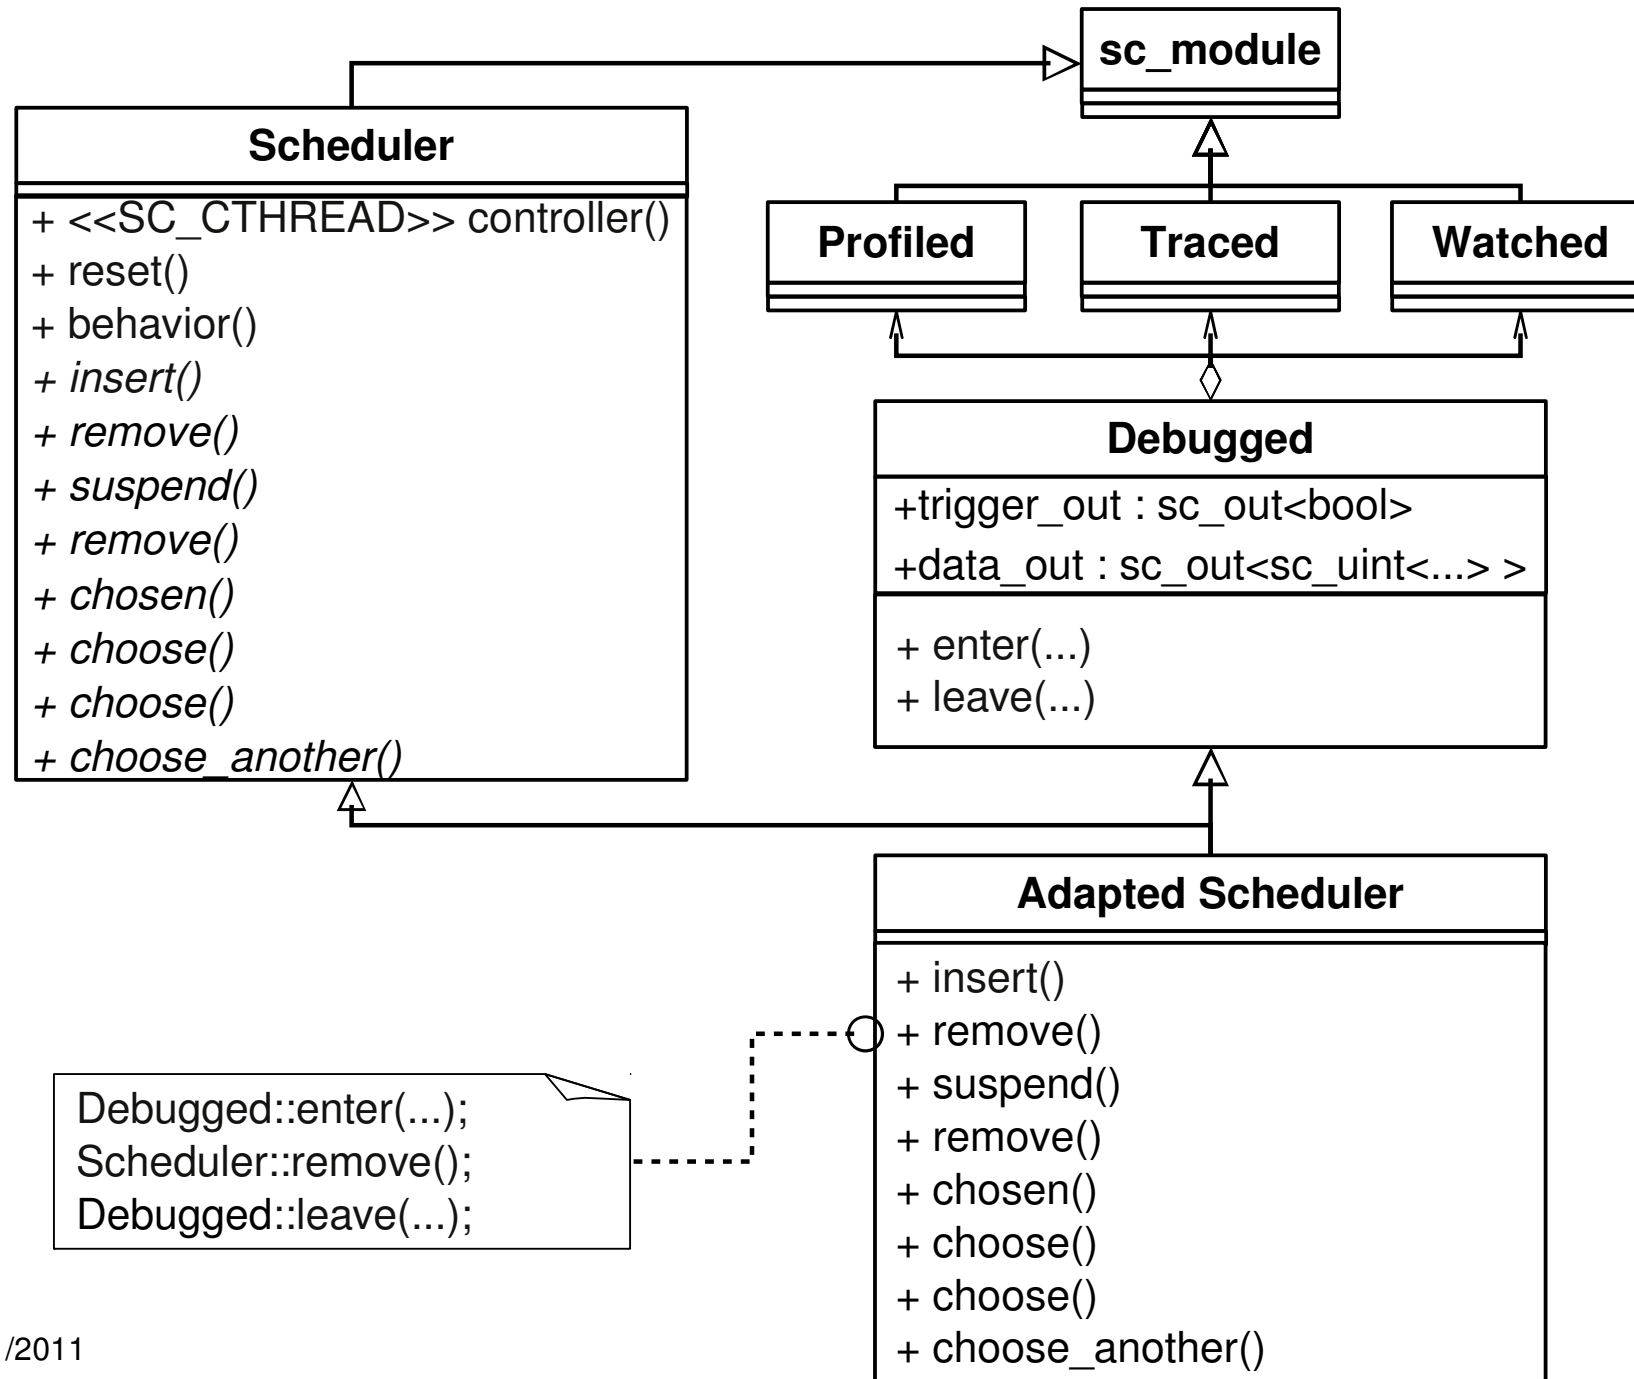 sc_module
Scheduler
+ <<SC_CTHREAD>> controller()
+ reset()
+ behavior()
+ insert()
+ remove()
+ suspend()
+ remove()
+ chosen()
+ choose()
+ choose()
+ choose_another()
Profiled
Traced
Watched
Debugged
+trigger_out : sc_out<bool>
+data_out : sc_out<sc_uint<...> >
+ enter(...)
+ leave(...)
Adapted Scheduler
+ insert()
+ remove()
+ suspend()
+ remove()
+ chosen()
+ choose()
+ choose()
+ choose_another()
Debugged::enter(...);
Scheduler::remove();
Debugged::leave(...);
/2011